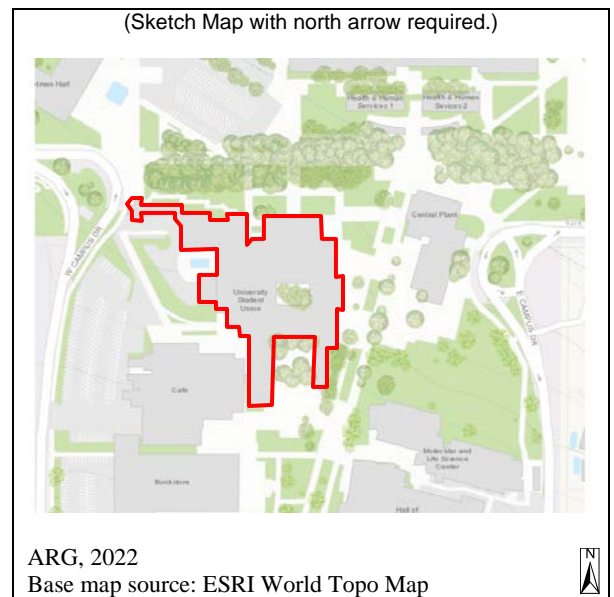 (Sketch Map with north arrow required.)
Health & Human
Services 1
Health & Human
Services 2
Central Plant
W CAMPUS DR
University
Student
Union
E CAMPUS DR
Cafe
Molecular and
Life Science
Center
Bookstore
Hall of
ARG, 2022
Base map source: ESRI World Topo Map
N